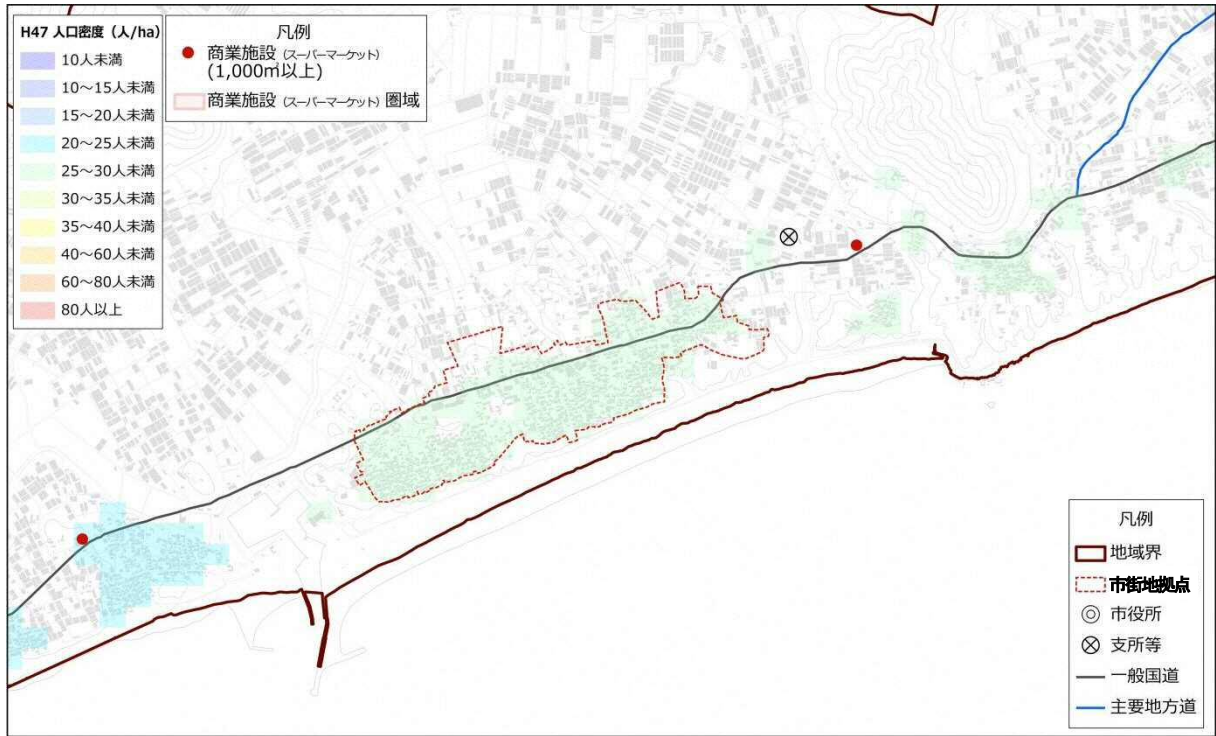 H47 人口密度（人/ha）
10人未満
10～15人未満
15～20人未満
20～25人未満
25～30人未満
30～35人未満
35～40人未満
40～60人未満
60～80人未満
80人以上
凡例
商業施設（スーパーマーケット）
(1,000㎡以上)
商業施設（スーパーマーケット）圏域
凡例
地域界
市街地拠点
市役所
支所等
一般国道
主要地方道